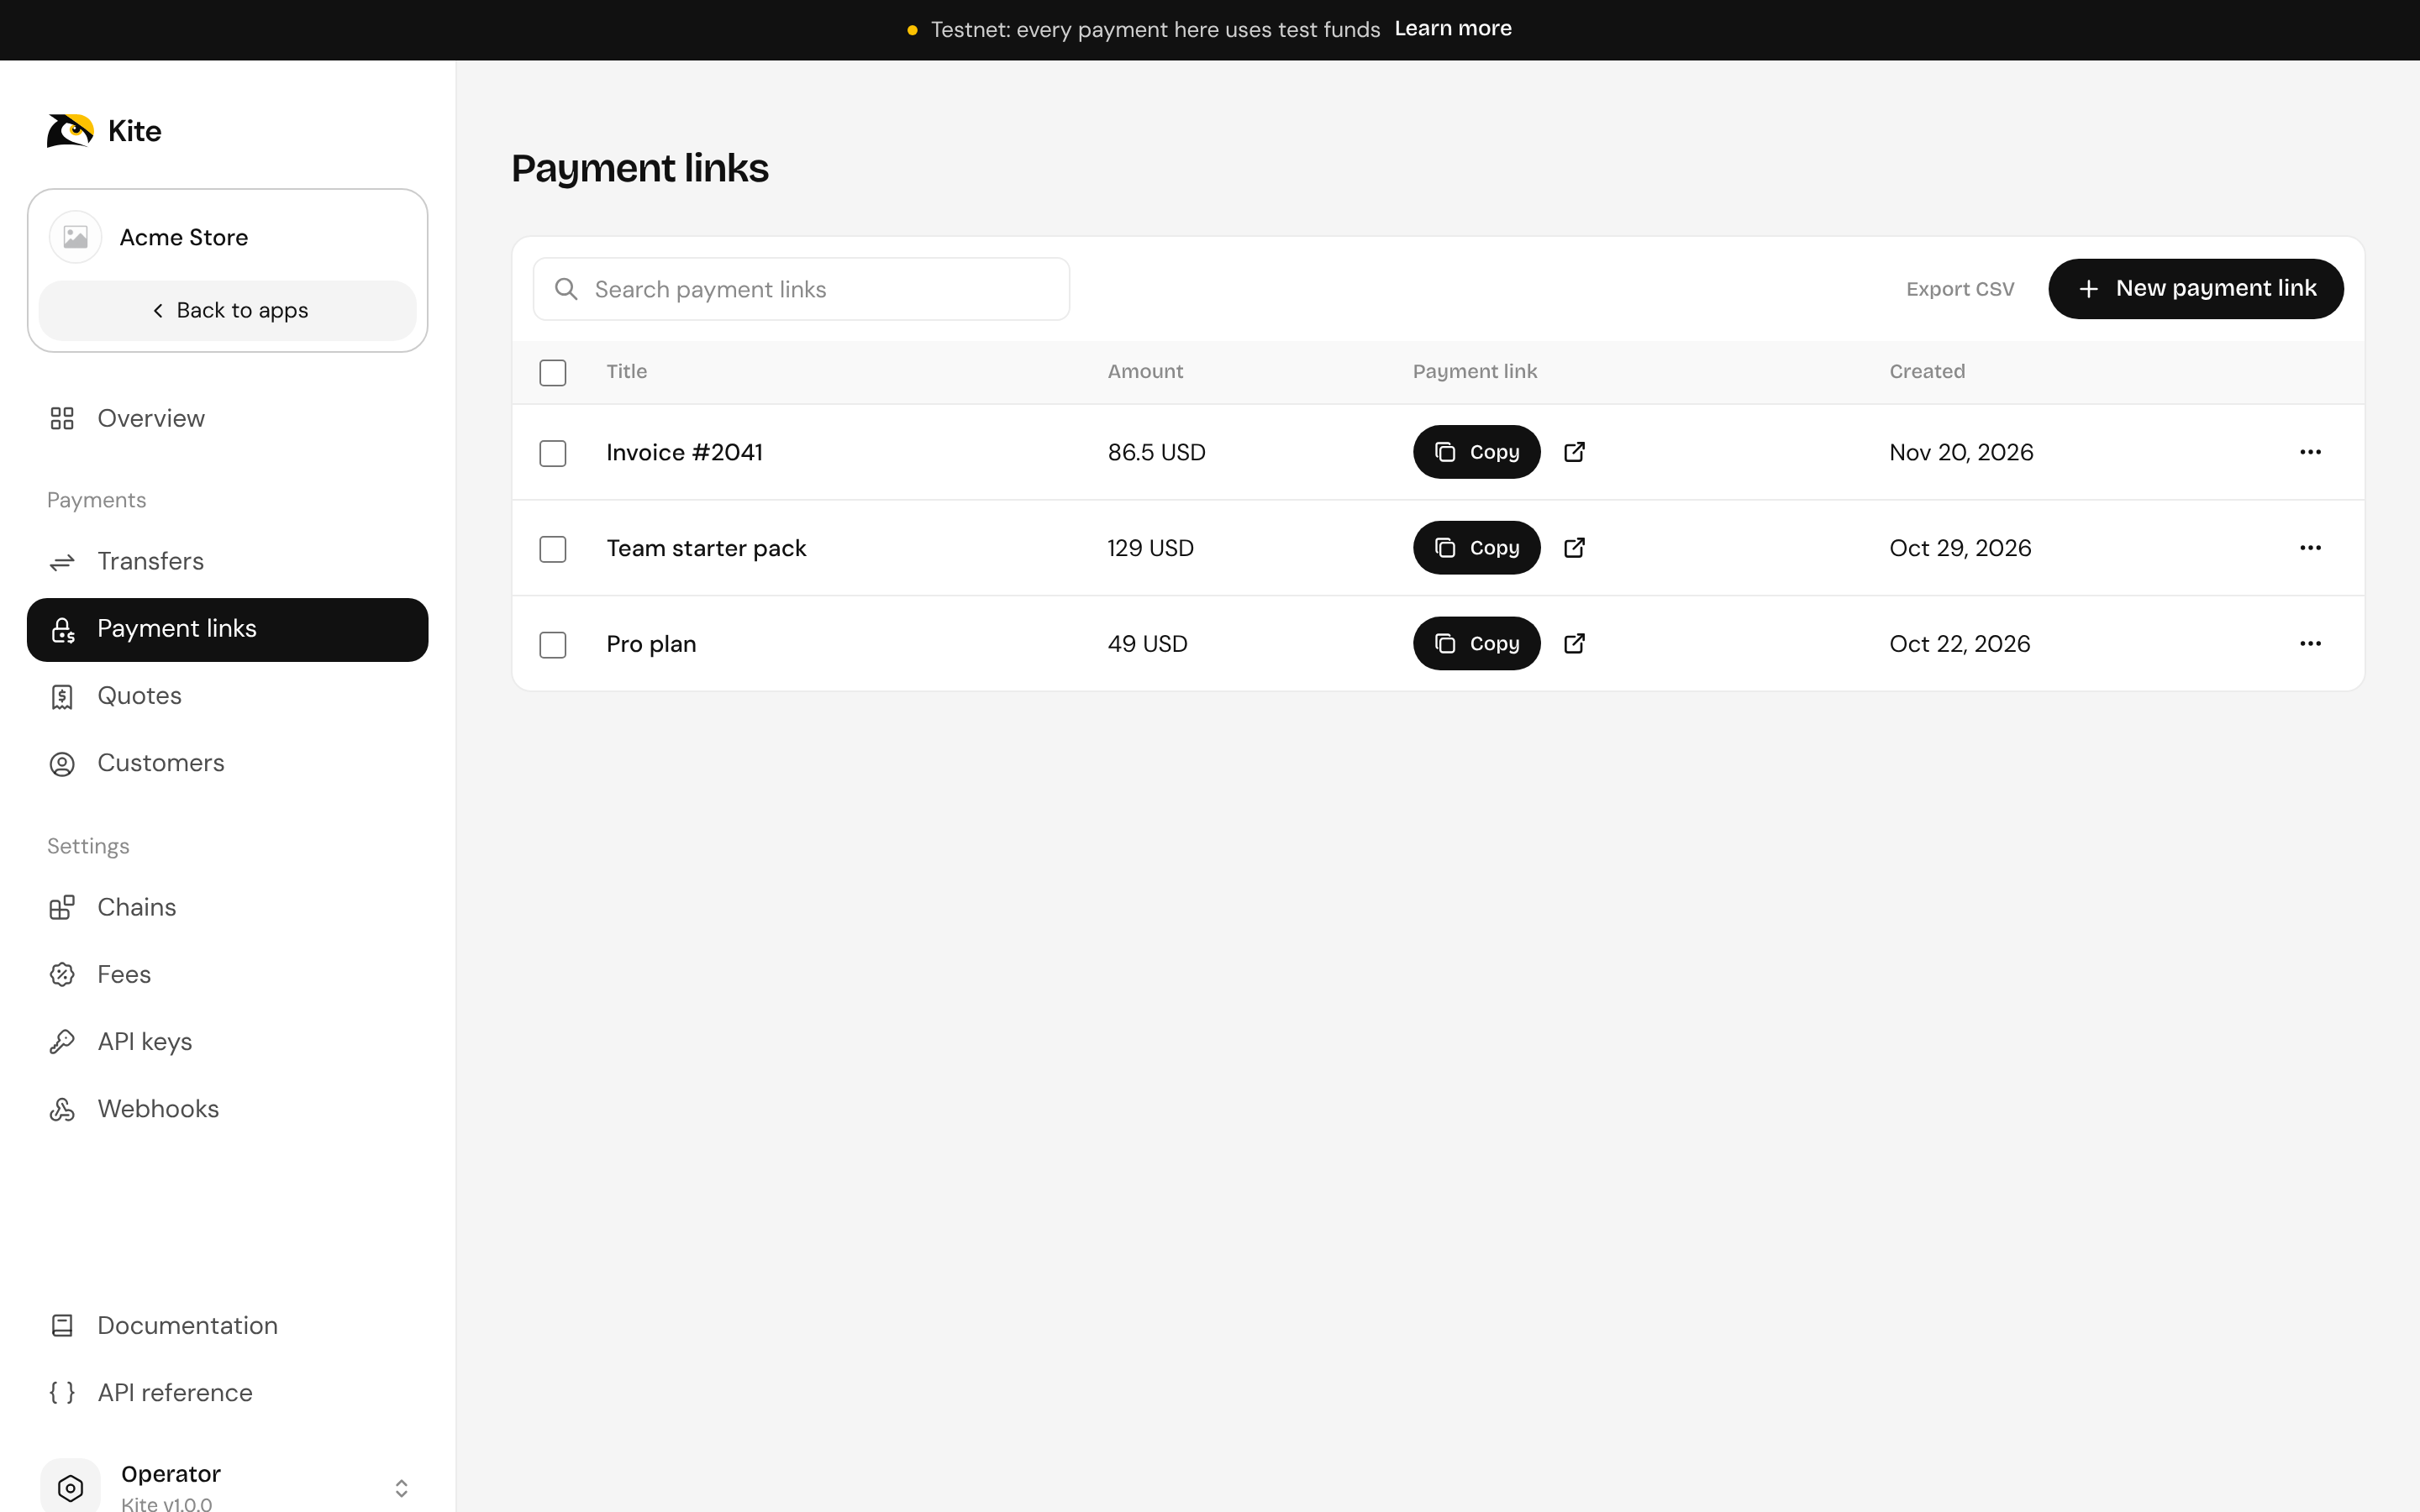 Testnet: every payment here uses test funds Learn more
Kite
Acme Store
Back to apps
Overview
Payments
Transfers
Payment links
Quotes
Customers
Settings
Chains
Fees
API keys
Webhooks
Documentation
API reference
Operator
Kite v1.0.0
Payment links
Search payment links
Export CSV
New payment link
Title Amount Payment link Created
Invoice #2041 86.5 USD Copy Nov 20, 2026
Team starter pack 129 USD Copy Oct 29, 2026
Pro plan 49 USD Copy Oct 22, 2026